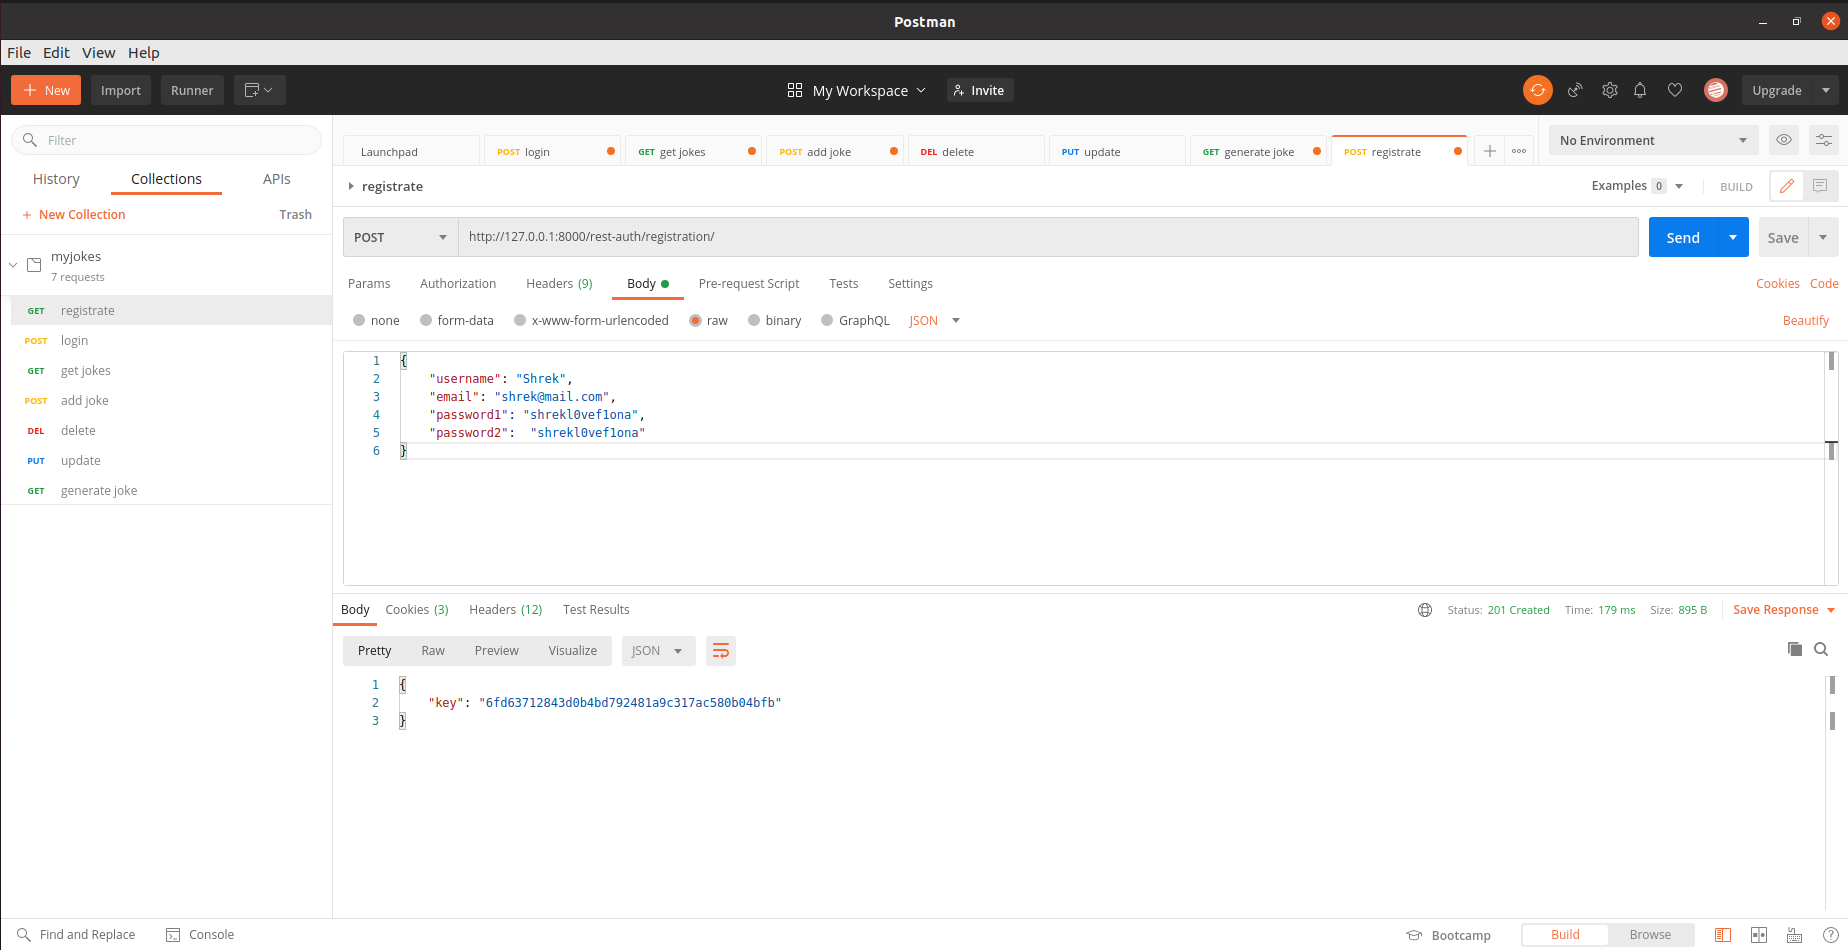 Postman
File Edit View Help
New Import Runner My Workspace Invite Upgrade
Filter
History Collections APIs
New Collection Trash
myjokes
7 requests
GET registrate
POST login
GET get jokes
POST add joke
DEL delete
PUT update
GET generate joke
Launchpad POST login GET get jokes POST add joke DEL delete PUT update GET generate joke POST registrate No Environment
registrate Examples 0 BUILD
POST http://127.0.0.1:8000/rest-auth/registration/ Send Save
Params Authorization Headers (9) Body Pre-request Script Tests Settings Cookies Code
none form-data x-www-form-urlencoded raw binary GraphQL JSON Beautify
1 {
2 "username": "Shrek",
3 "email": "shrek@mail.com",
4 "password1": "shrekl0vef1ona",
5 "password2":  "shrekl0vef1ona"
6 }
Body Cookies (3) Headers (12) Test Results Status: 201 Created Time: 179 ms Size: 895 B Save Response
Pretty Raw Preview Visualize JSON
1 {
2 "key": "6fd63712843d0b4bd792481a9c317ac580b04bfb"
3 }
Find and Replace Console Bootcamp Build Browse